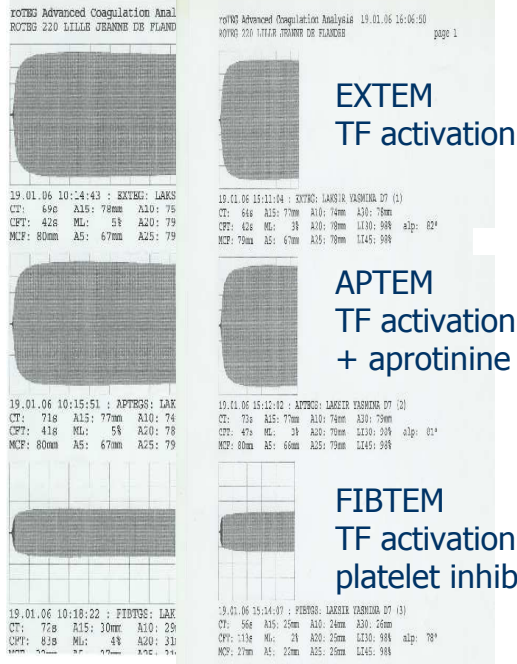 roTEG Advanced Coagulation Anal
ROTEG 220 LILLE JEANNE DE FLAND
19.01.06 10:14:43 : EXTEG: LAKS
CT: 69s A15: 78mm A10: 75
CFT: 42s ML: 5% A20: 79
MCF: 80mm A5: 67mm A25: 79
19.01.06 10:15:51 : APTEGS: LAK
CT: 71s A15: 77mm A10: 74
CFT: 41s ML: 5% A20: 78
MCF: 80mm A5: 67mm A25: 79
19.01.06 10:18:22 : FIBTGS: LAK
CT: 72s A15: 30mm A10: 29
CFT: 83s ML: 4% A20: 31
roTEG Advanced Coagulation Analysis 19.01.06 16:06:50
ROTEG 220 LILLE JEANNE DE FLANDRE page 1
EXTEM
TF activation
19.01.06 15:11:04 : EXTEG: LAKSIR YASMINA D7 (1)
CT: 64s A15: 77mm A10: 74mm A30: 78mm
CFT: 42s ML: 3% A20: 78mm LI30: 98% alp: 82°
MCF: 79mm A5: 67mm A25: 78mm LI45: 98%
APTEM
TF activation
+ aprotinine
19.01.06 15:12:02 : APTEGS: LAKSIR YASMINA D7 (2)
CT: 73s A15: 77mm A10: 74mm A30: 79mm
CFT: 47s ML: 3% A20: 78mm LI30: 98% alp: 81°
MCF: 80mm A5: 66mm A25: 79mm LI45: 98%
FIBTEM
TF activation
platelet inhib
19.01.06 15:14:07 : FIBTGS: LAKSIR YASMINA D7 (3)
CT: 56s A15: 25mm A10: 24mm A30: 26mm
CFT: 113s ML: 2% A20: 25mm LI30: 98% alp: 78°
MCF: 27mm A5: 22mm A25: 25mm LI45: 98%